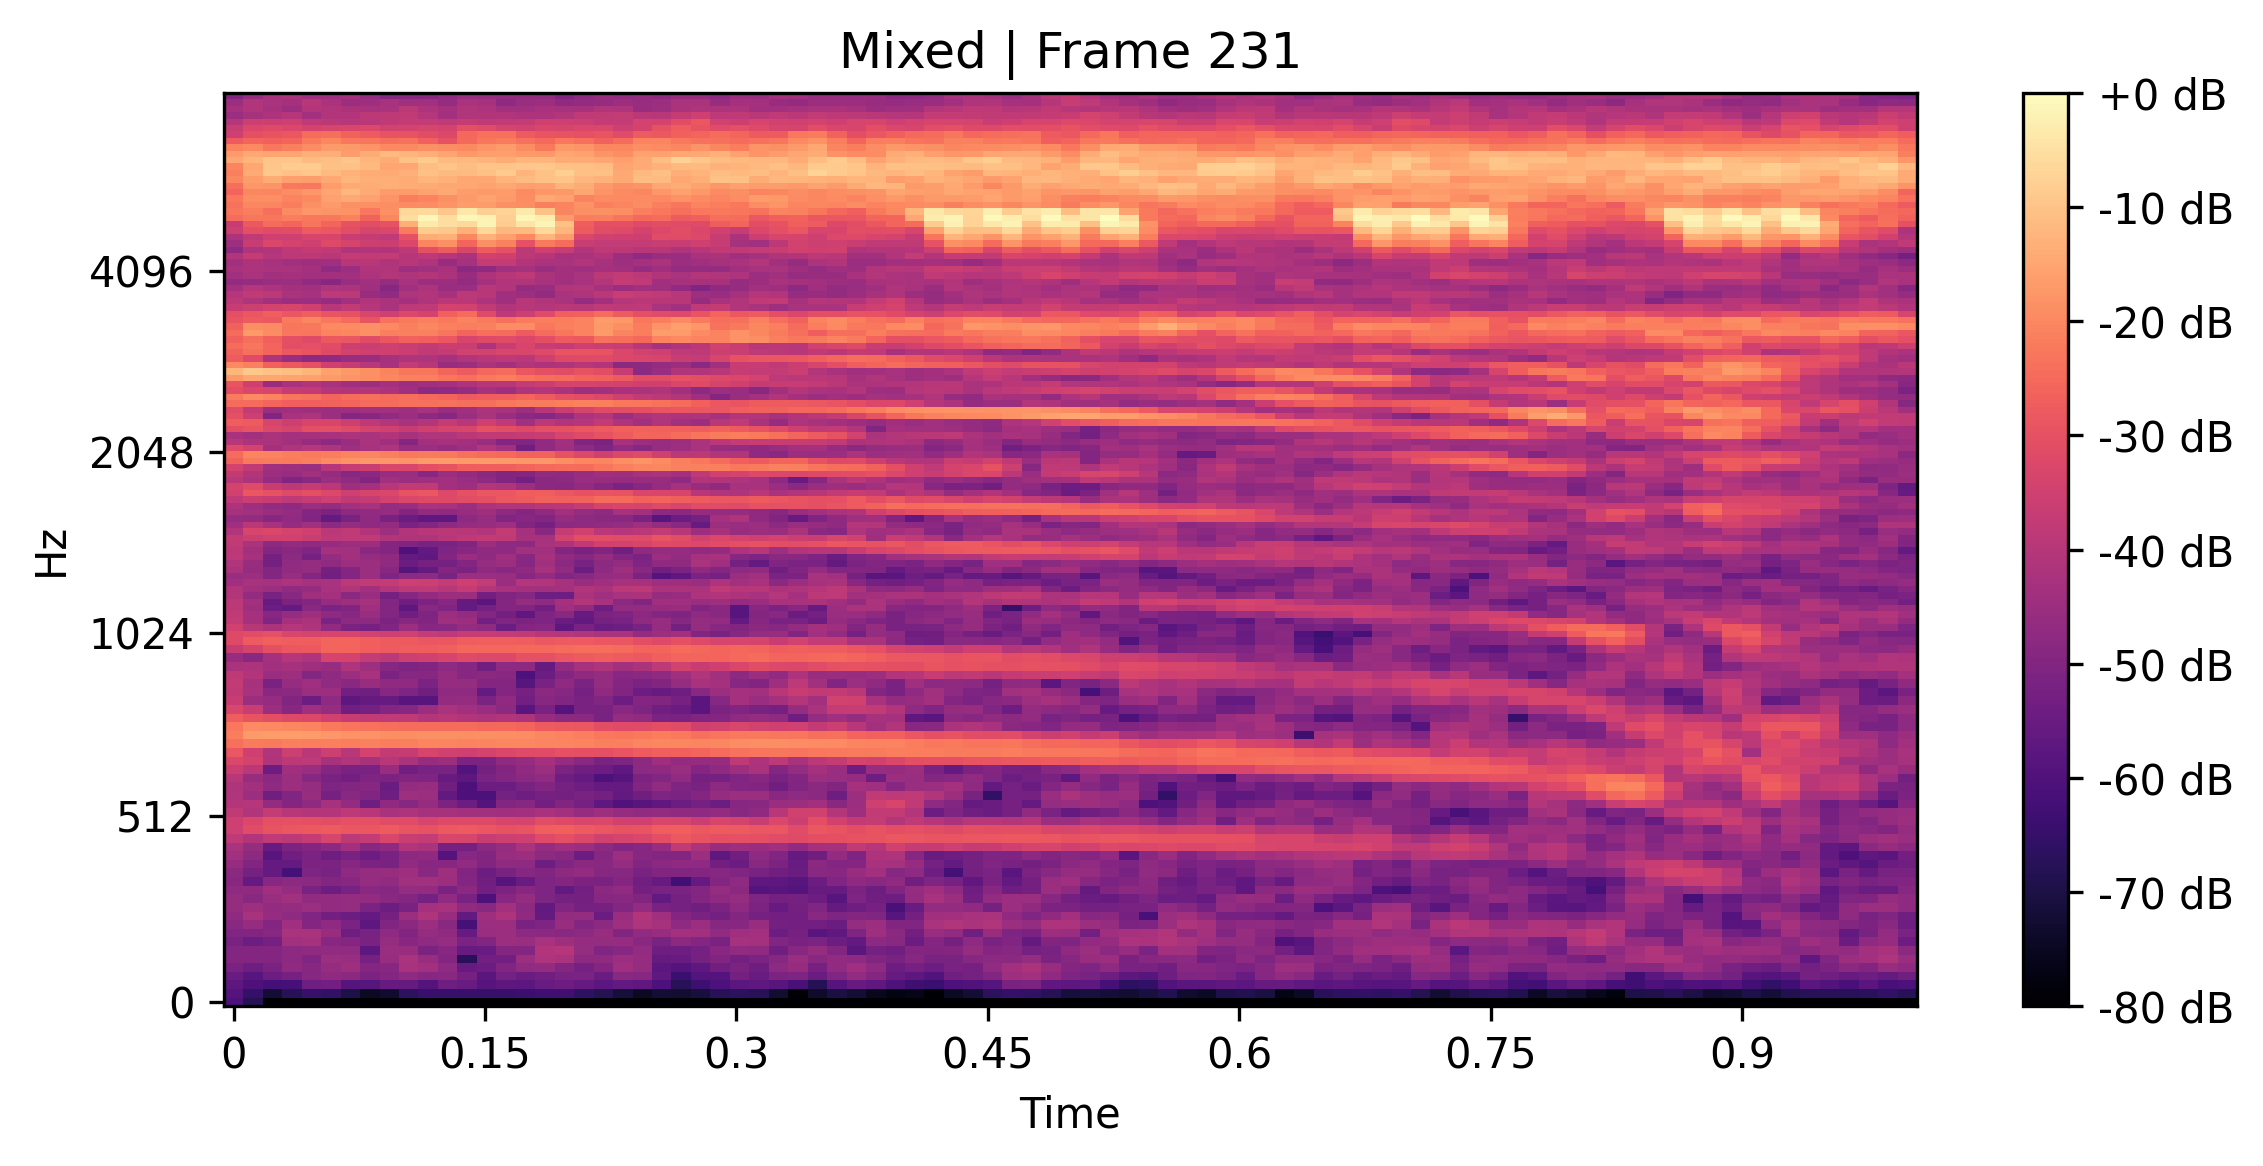 Mixed | Frame 231
+0 dB
-10 dB
-20 dB
-30 dB
-40 dB
-50 dB
-60 dB
-70 dB
-80 dB
4096
2048
1024
512
0
Hz
0 0.15 0.3 0.45 0.6 0.75 0.9
Time